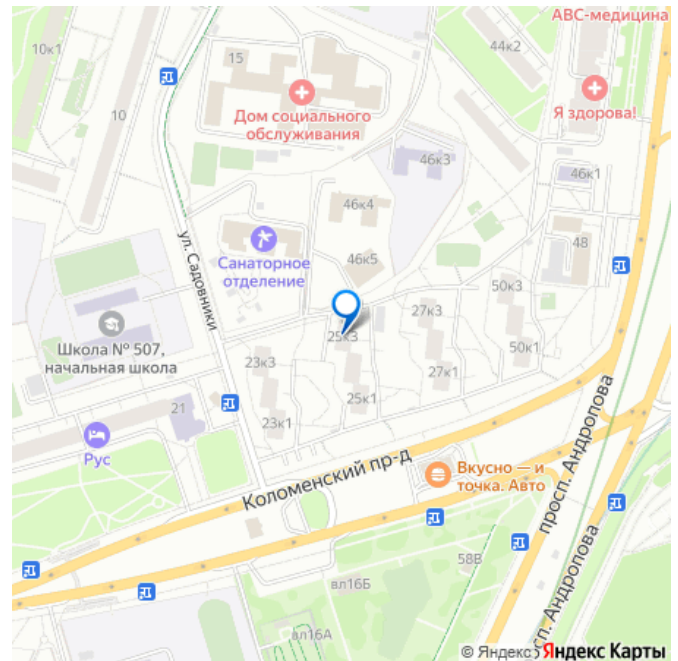 АВС-медицина
10к1
44к2
15
Дом социального
обслуживания
Я здорова!
10
46к3
46к1
46к4
ул. Садовники
48
Санаторное
отделение
46к5
50к3
27к3
25к3
Школа № 507,
начальная школа
50к1
23к3
27к1
25к1
21
23к1
Рус
Коломенский пр-д
Вкусно — и
точка. Авто
просп. Андропова
58В
вл16Б
просп. Андропова
вл16А
© Яндекс
Яндекс Карты